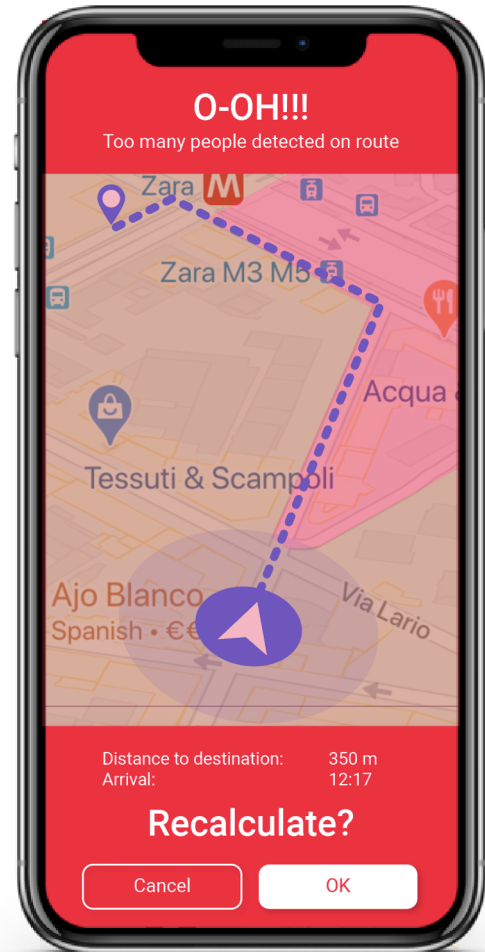 O-OH!!!
Too many people detected on route
Zara M
Zara M3 M5
Acqua
Tessuti & Scampoli
Ajo Blanco
Spanish • €€
Via Lario
Distance to destination: 350 m
Arrival: 12:17
Recalculate?
Cancel OK